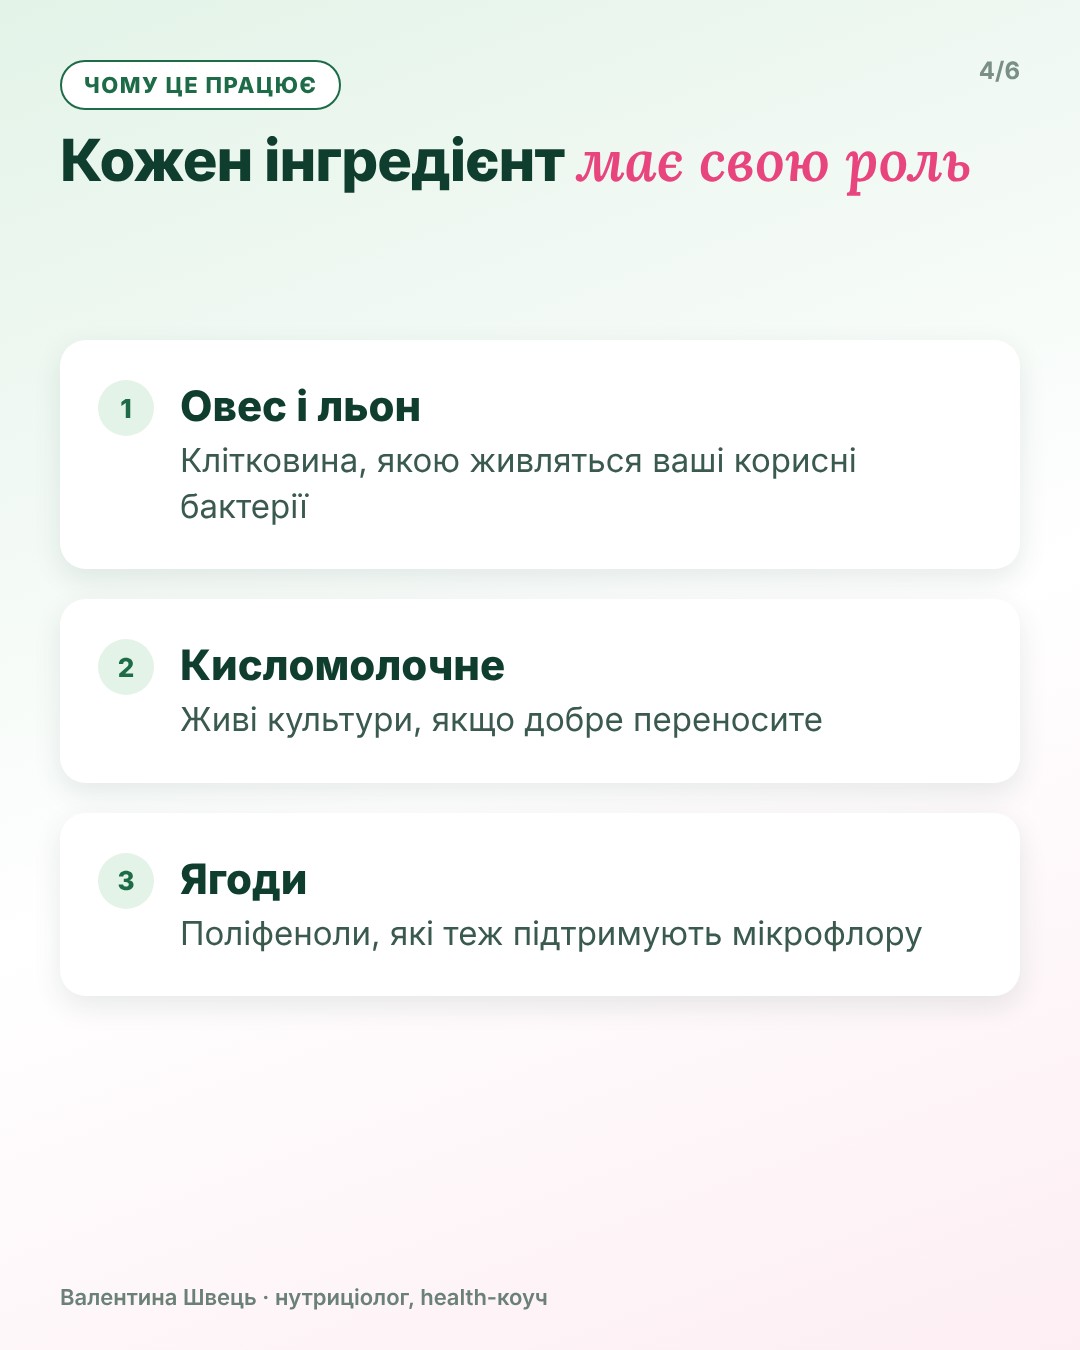 ЧОМУ ЦЕ ПРАЦЮЄ
4/6
Кожен інгредієнт має свою роль
1
Овес і льон
Клітковина, якою живляться ваші корисні
бактерії
2
Кисломолочне
Живі культури, якщо добре переносите
3
Ягоди
Поліфеноли, які теж підтримують мікрофлору
Валентина Швець · нутриціолог, health-коуч